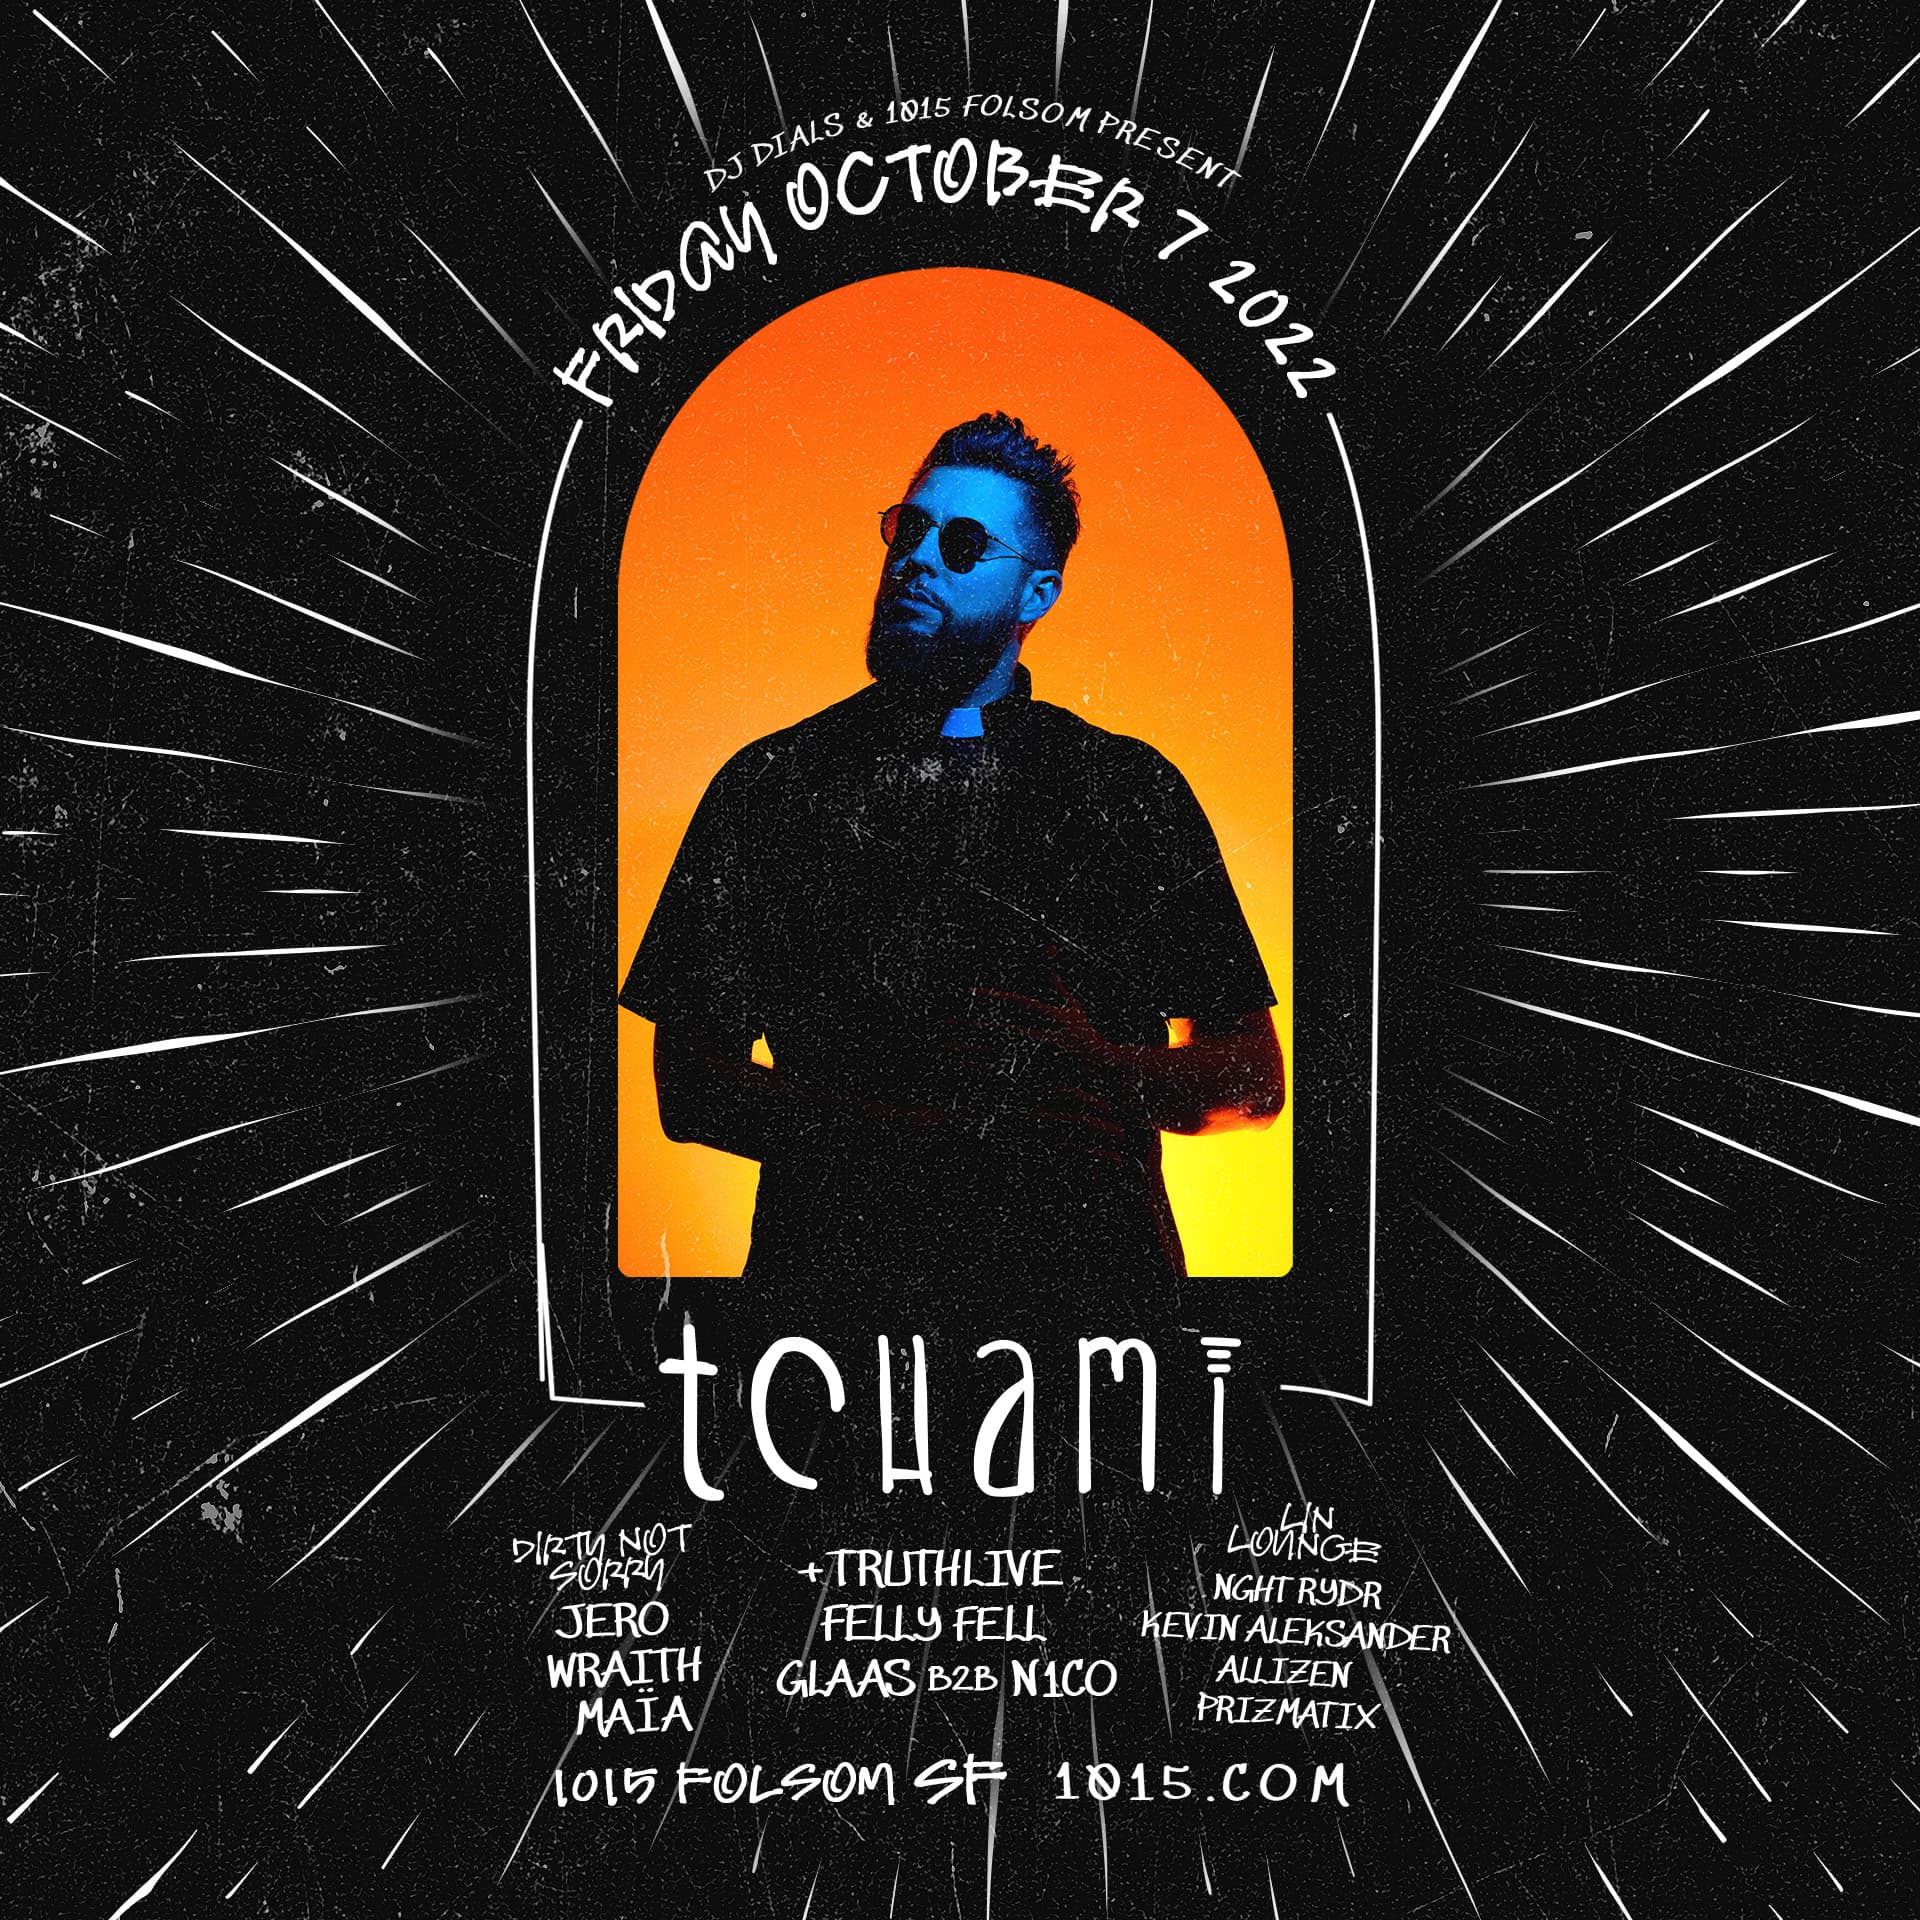 DJ DIALS & 1015 FOLSOM PRESENT
FRIDAY OCTOBER 7 2022
tchami
DIRTY NOT
SORRY
JERO
WRAITH
MAÏA
+ TRUTHLIVE
FELLY FELL
GLAAS B2B N1CO
LIN
LOUNGE
NGHT RYDR
KEVIN ALEKSANDER
ALLIZEN
PRIZMATIX
1015 FOLSOM SF 1015.COM